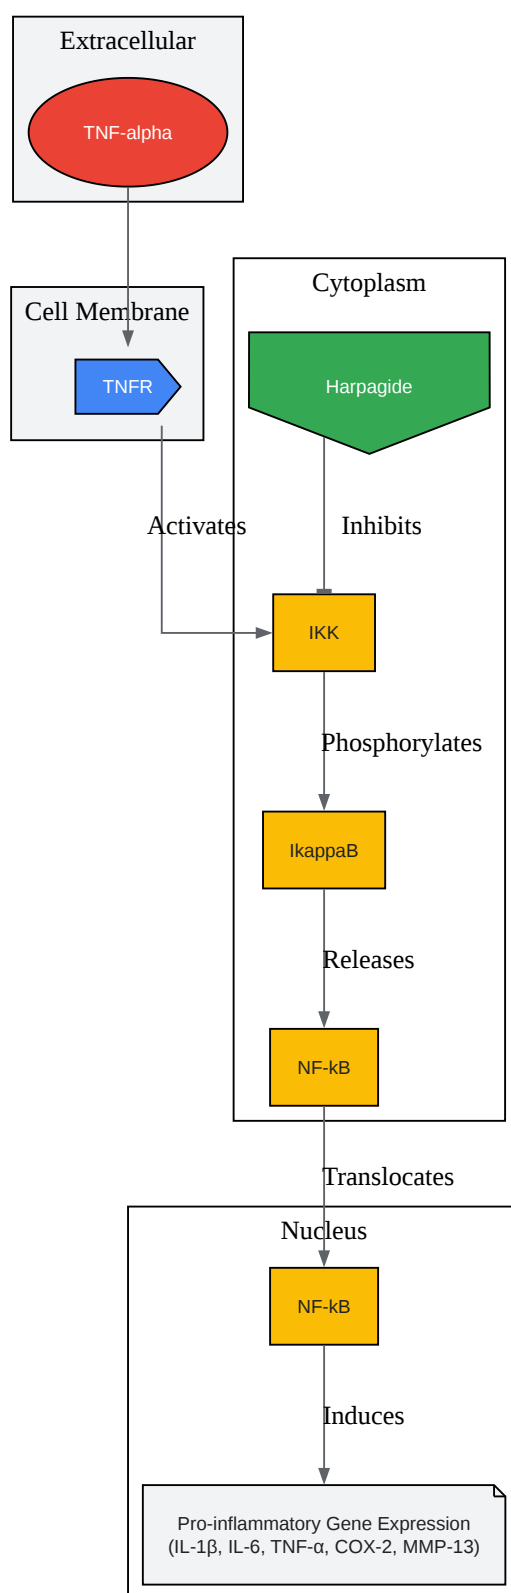 Extracellular
TNF-alpha
Cell Membrane
TNFR
Cytoplasm
Harpagide
Activates
Inhibits
IKK
Phosphorylates
IkappaB
Releases
NF-kB
Translocates
Nucleus
NF-kB
Induces
Pro-inflammatory Gene Expression
(IL-1β, IL-6, TNF-α, COX-2, MMP-13)